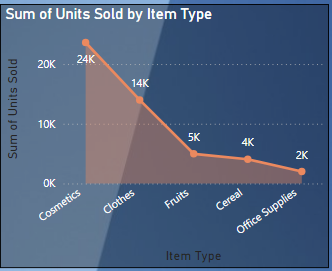 Sum of Units Sold by Item Type
Sum of Units Sold
20K
10K
0K
24K
14K
5K
4K
2K
Cosmetics
Clothes
Fruits
Cereal
Office Supplies
Item Type